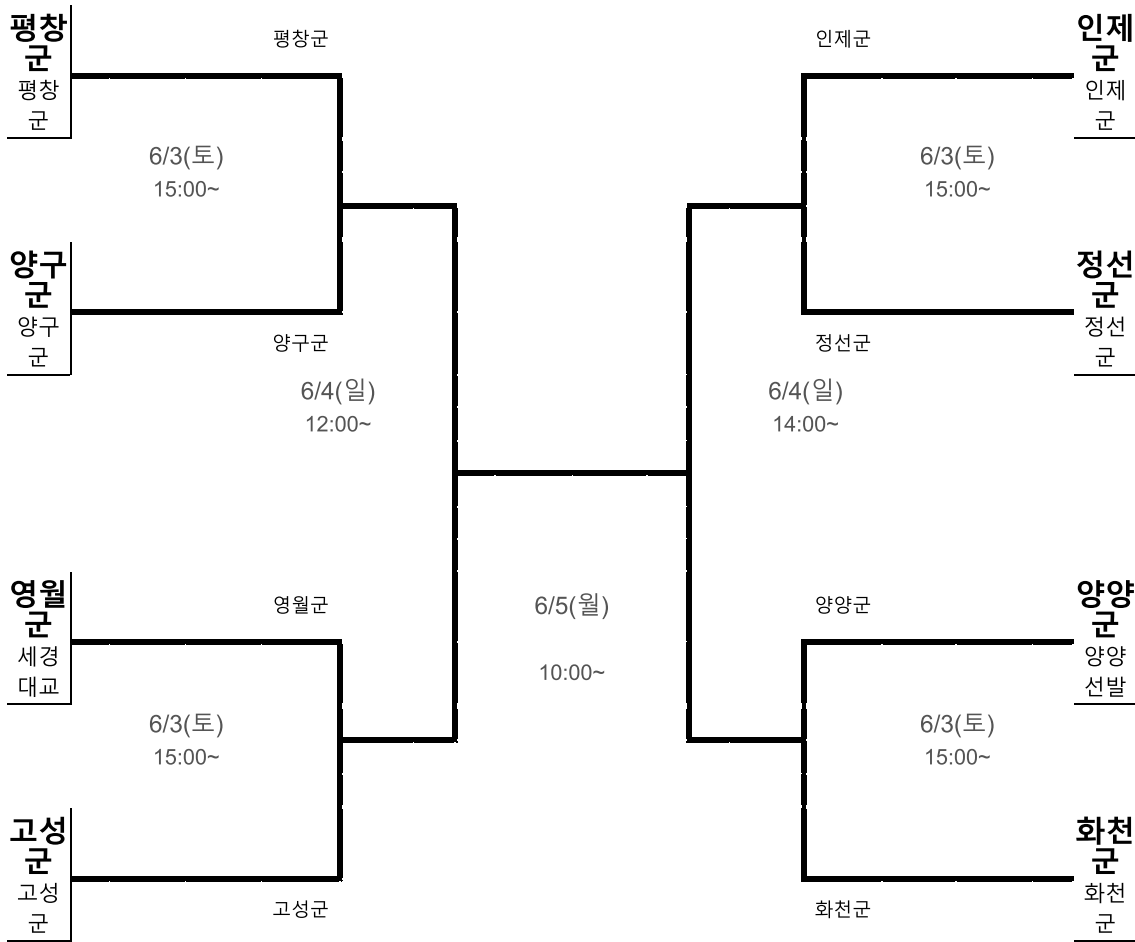 평창
군
평창
군
평창군
6/3(토)
15:00~
양구
군
양구
군
양구군
6/4(일)
12:00~
영월
군
세경
대교
영월군
6/3(토)
15:00~
고성
군
고성
군
고성군
6/5(월)
10:00~
인제군
인제
군
인제
군
6/3(토)
15:00~
정선
군
정선
군
정선군
6/4(일)
14:00~
양양군
양양
군
양양
선발
6/3(토)
15:00~
화천
군
화천
군
화천군